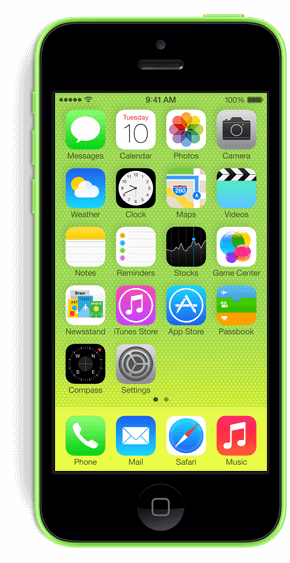 9:41 AM 100%
Tuesday
10
Messages Calendar Photos Camera
280
Weather Clock Maps Videos
Notes Reminders Stocks Game Center
Newsstand iTunes Store App Store Passbook
N
W E
S
Compass Settings
Phone Mail Safari Music